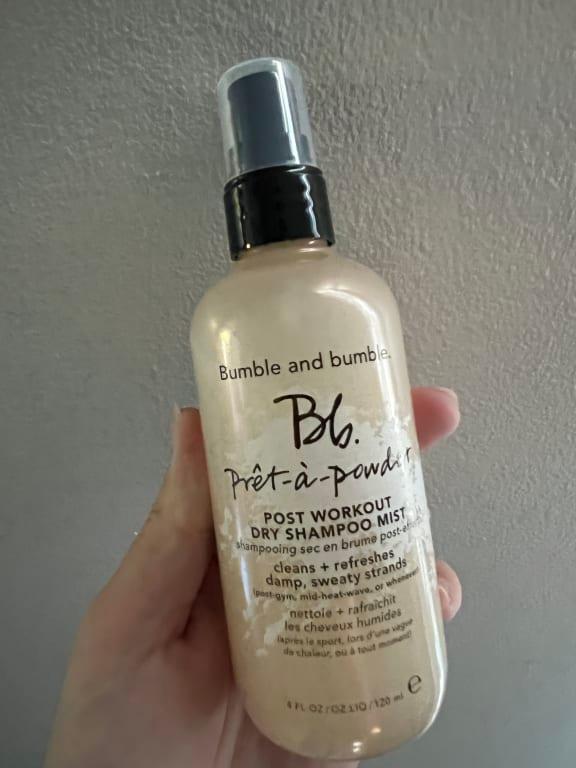 Bumble and bumble.
Bb.
Prêt-à-powder
POST WORKOUT
DRY SHAMPOO MIST
shampooing sec en brume post-effort
cleans + refreshes
damp, sweaty strands
(post-gym, mid-heat-wave, or whenever)
nettoie + rafraîchit
les cheveux humides
(après le sport, lors d'une vague
de chaleur, ou à tout moment)
4 FL OZ/OZ LIQ/120 ml e